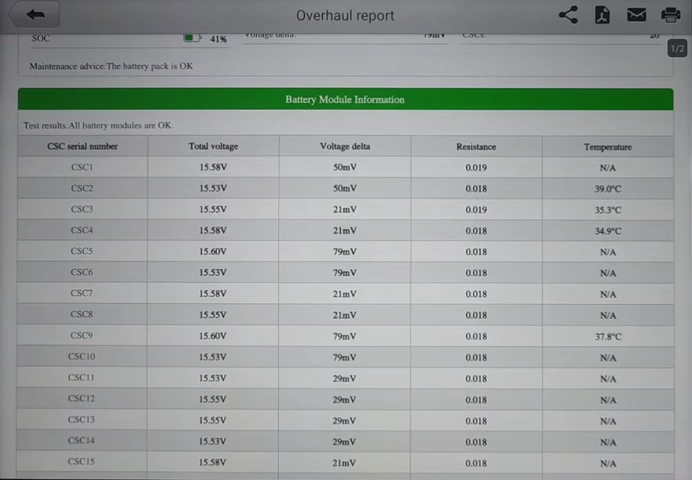 Overhaul report
1/2
SOC 41% Voltage delta: 79mV CSCs: 20
Maintenance advice:The battery pack is OK
Battery Module Information
Test results:All battery modules are OK.
CSC serial number Total voltage Voltage delta Resistance Temperature
CSC1 15.58V 50mV 0.019 N/A
CSC2 15.53V 50mV 0.018 39.0°C
CSC3 15.55V 21mV 0.019 35.3°C
CSC4 15.58V 21mV 0.018 34.9°C
CSC5 15.60V 79mV 0.018 N/A
CSC6 15.53V 79mV 0.018 N/A
CSC7 15.58V 21mV 0.018 N/A
CSC8 15.55V 21mV 0.018 N/A
CSC9 15.60V 79mV 0.018 37.8°C
CSC10 15.53V 79mV 0.018 N/A
CSC11 15.53V 29mV 0.018 N/A
CSC12 15.55V 29mV 0.018 N/A
CSC13 15.55V 29mV 0.018 N/A
CSC14 15.53V 29mV 0.018 N/A
CSC15 15.58V 21mV 0.018 N/A